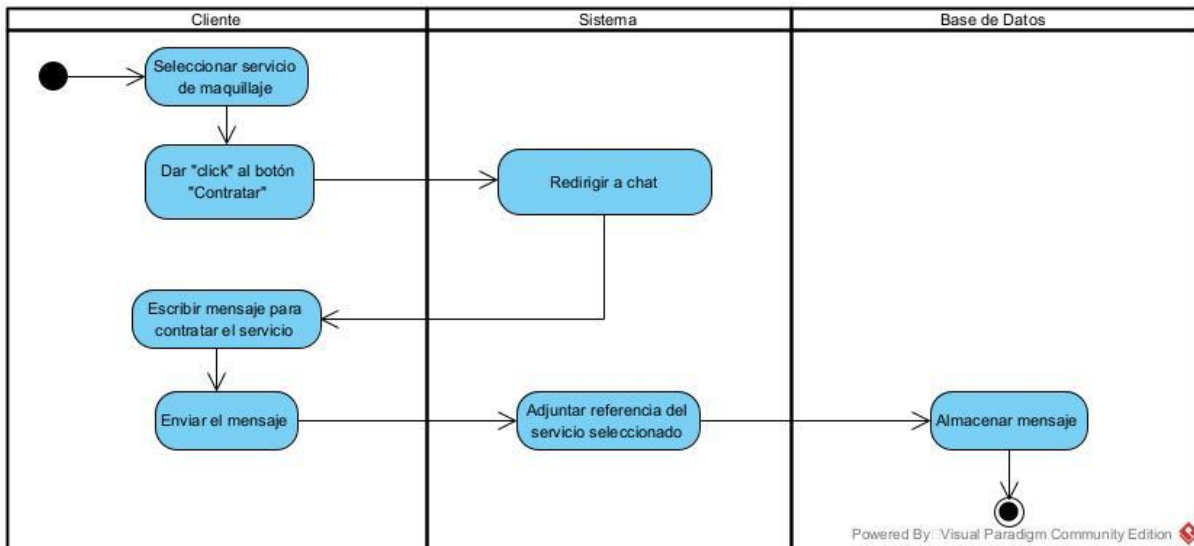 Cliente
Sistema
Base de Datos
Seleccionar servicio
de maquillaje
Dar "click" al botón
"Contratar"
Redirigir a chat
Escribir mensaje para
contratar el servicio
Enviar el mensaje
Adjuntar referencia del
servicio seleccionado
Almacenar mensaje
Powered By Visual Paradigm Community Edition